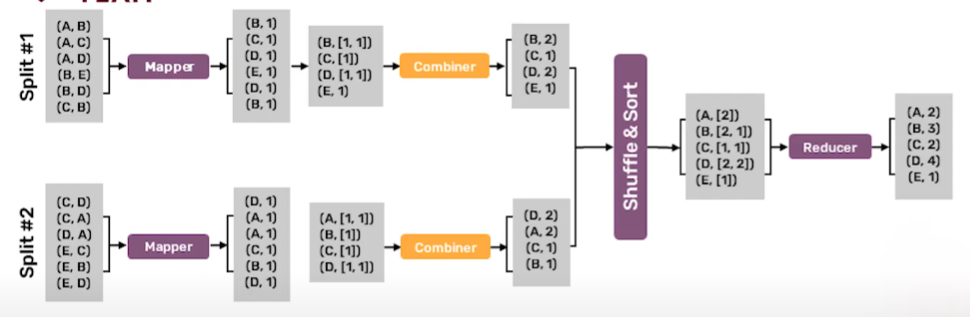 Split #1
(A, B)
(A, C)
(A, D)
(B, E)
(B, D)
(C, B)
Mapper
(B, 1)
(C, 1)
(D, 1)
(E, 1)
(D, 1)
(B, 1)
(B, [1, 1])
(C, [1])
(D, [1, 1])
(E, 1)
Combiner
(B, 2)
(C, 1)
(D, 2)
(E, 1)
Split #2
(C, D)
(C, A)
(D, A)
(E, C)
(E, B)
(E, D)
Mapper
(D, 1)
(A, 1)
(A, 1)
(C, 1)
(B, 1)
(D, 1)
(A, [1, 1])
(B, [1])
(C, [1])
(D, [1, 1])
Combiner
(D, 2)
(A, 2)
(C, 1)
(B, 1)
Shuffle & Sort
(A, [2])
(B, [2, 1])
(C, [1, 1])
(D, [2, 2])
(E, [1])
Reducer
(A, 2)
(B, 3)
(C, 2)
(D, 4)
(E, 1)